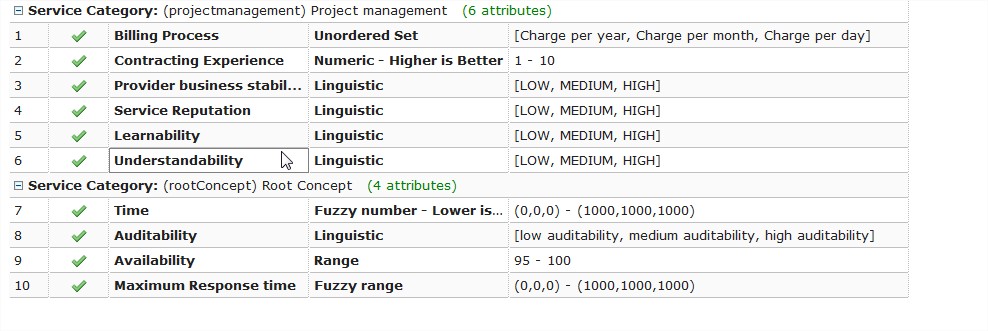 Service Category: (projectmanagement) Project management (6 attributes)
1 Billing Process Unordered Set [Charge per year, Charge per month, Charge per day]
2 Contracting Experience Numeric - Higher is Better 1 - 10
3 Provider business stabil... Linguistic [LOW, MEDIUM, HIGH]
4 Service Reputation Linguistic [LOW, MEDIUM, HIGH]
5 Learnability Linguistic [LOW, MEDIUM, HIGH]
6 Understandability Linguistic [LOW, MEDIUM, HIGH]
Service Category: (rootConcept) Root Concept (4 attributes)
7 Time Fuzzy number - Lower is... (0,0,0) - (1000,1000,1000)
8 Auditability Linguistic [low auditability, medium auditability, high auditability]
9 Availability Range 95 - 100
10 Maximum Response time Fuzzy range (0,0,0) - (1000,1000,1000)